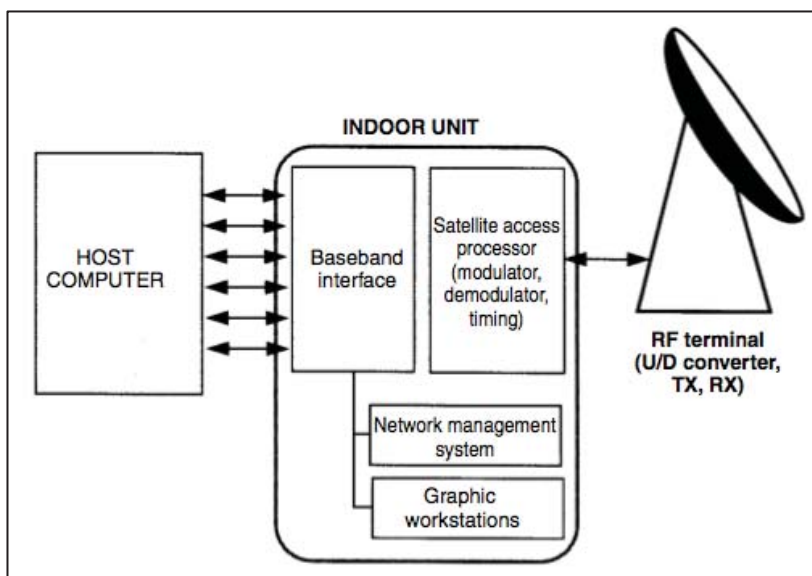 INDOOR UNIT
HOST
COMPUTER
Baseband
interface
Satellite access
processor
(modulator,
demodulator,
timing)
RF terminal
(U/D converter,
TX, RX)
Network management
system
Graphic
workstations